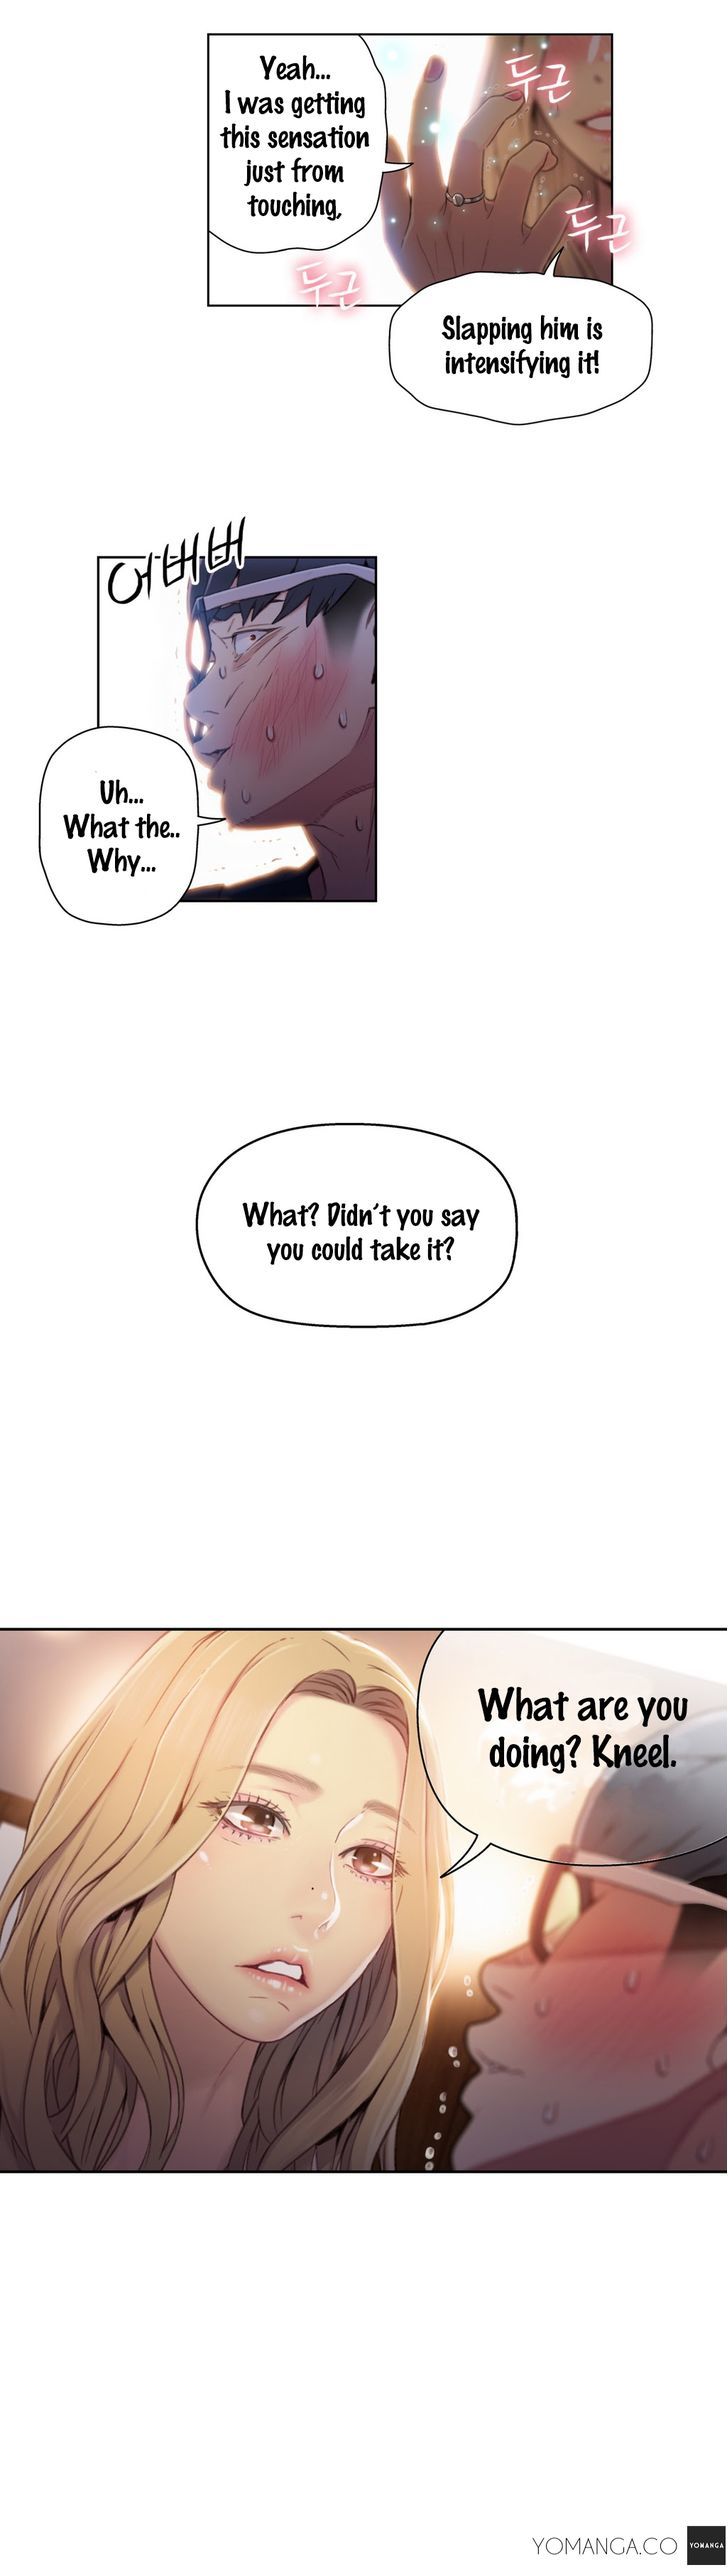 Yeah...
I was getting
this sensation
just from
touching,
두근
두근
두근
Slapping him is
intensifying it!
어버버
Uh...
What the..
Why...
What? Didn't you say
you could take it?
What are you
doing? Kneel.
YOMANGA.CO
YOMANGA